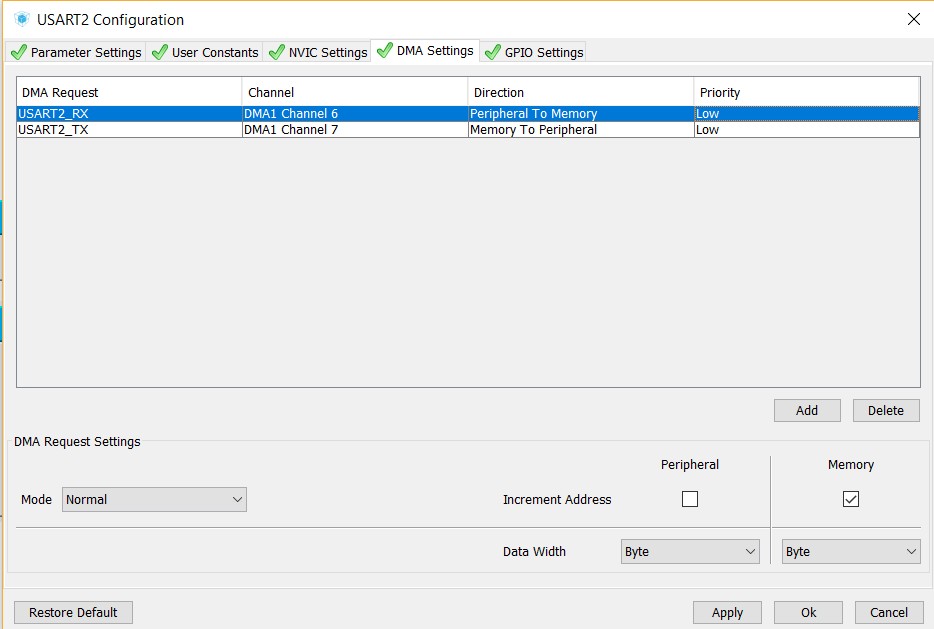 USART2 Configuration
Parameter Settings User Constants NVIC Settings DMA Settings GPIO Settings
DMA Request Channel Direction Priority
USART2_RX DMA1 Channel 6 Peripheral To Memory Low
USART2_TX DMA1 Channel 7 Memory To Peripheral Low
Add Delete
DMA Request Settings
Peripheral Memory
Mode Normal Increment Address
Data Width Byte Byte
Restore Default Apply Ok Cancel